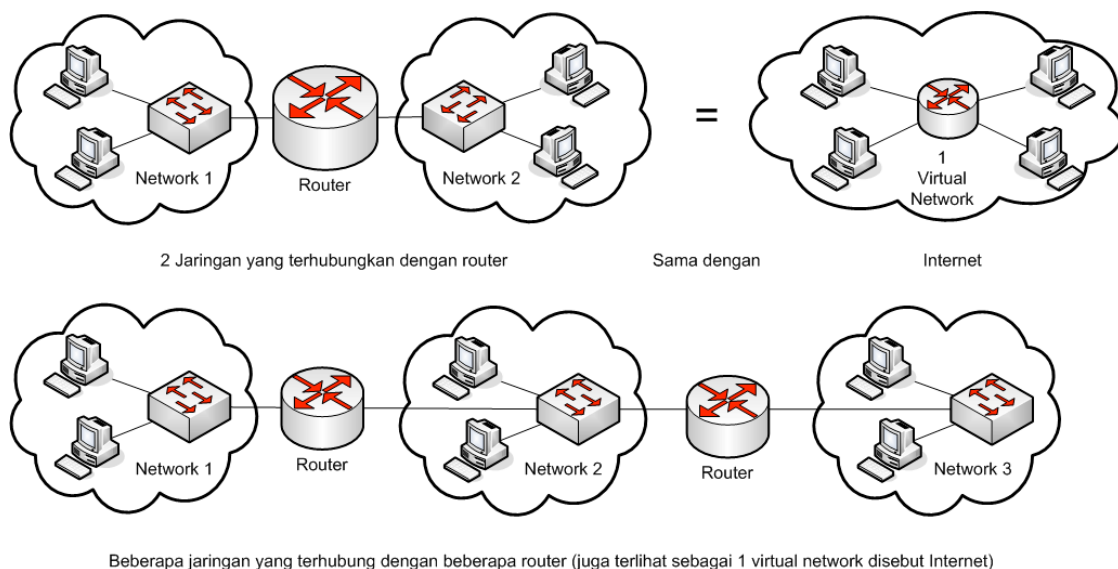 Network 1
Router
Network 2
=
1
Virtual
Network
2 Jaringan yang terhubungkan dengan router
Sama dengan
Internet
Network 1
Router
Network 2
Router
Network 3
Beberapa jaringan yang terhubung dengan beberapa router (juga terlihat sebagai 1 virtual network disebut Internet)